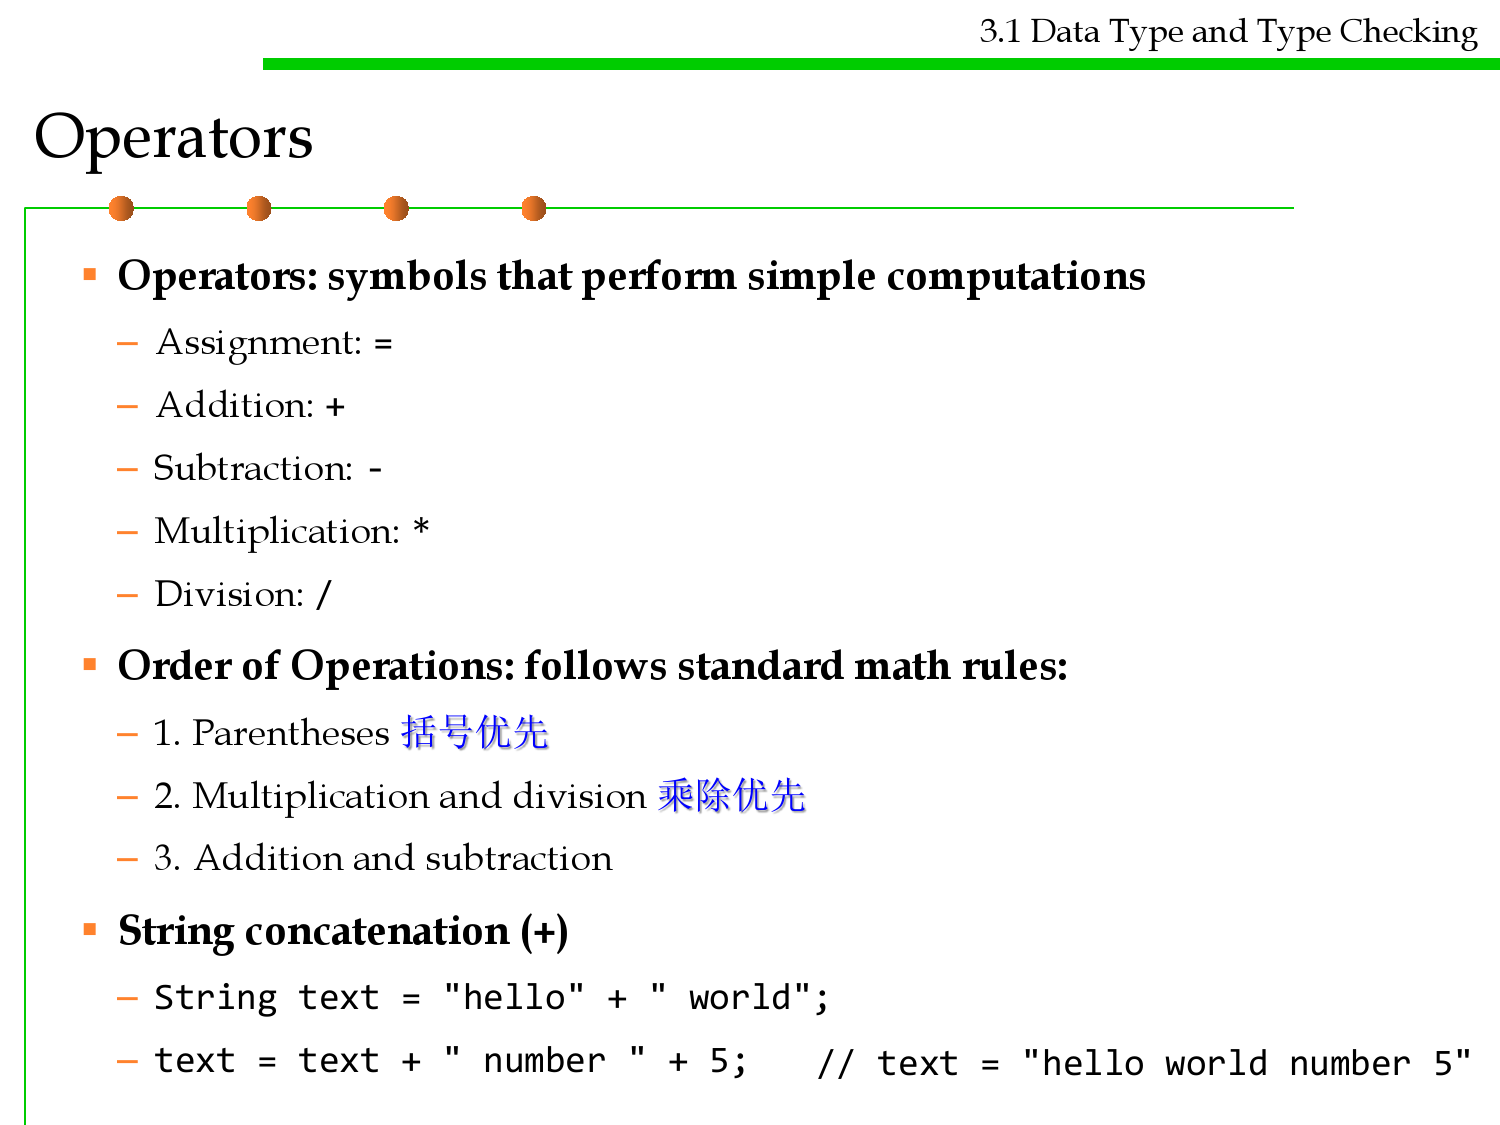 3.1 Data Type and Type Checking
Operators
▪ Operators: symbols that perform simple computations
– Assignment: =
– Addition: +
– Subtraction: -
– Multiplication: *
– Division: /
▪ Order of Operations: follows standard math rules:
– 1. Parentheses 括号优先
– 2. Multiplication and division 乘除优先
– 3. Addition and subtraction
▪ String concatenation (+)
– String text = "hello" + " world";
– text = text + " number " + 5; // text = "hello world number 5"